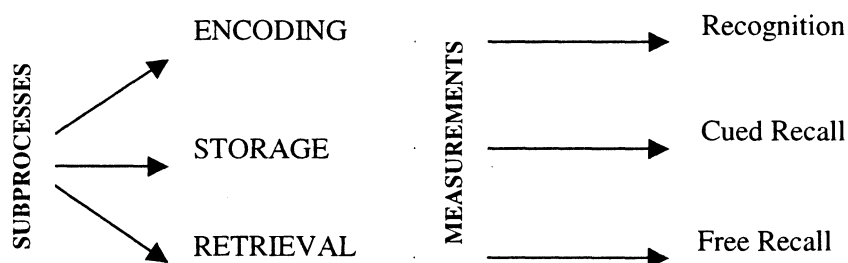 SUBPROCESSES
ENCODING
STORAGE
RETRIEVAL
MEASUREMENTS
Recognition
Cued Recall
Free Recall